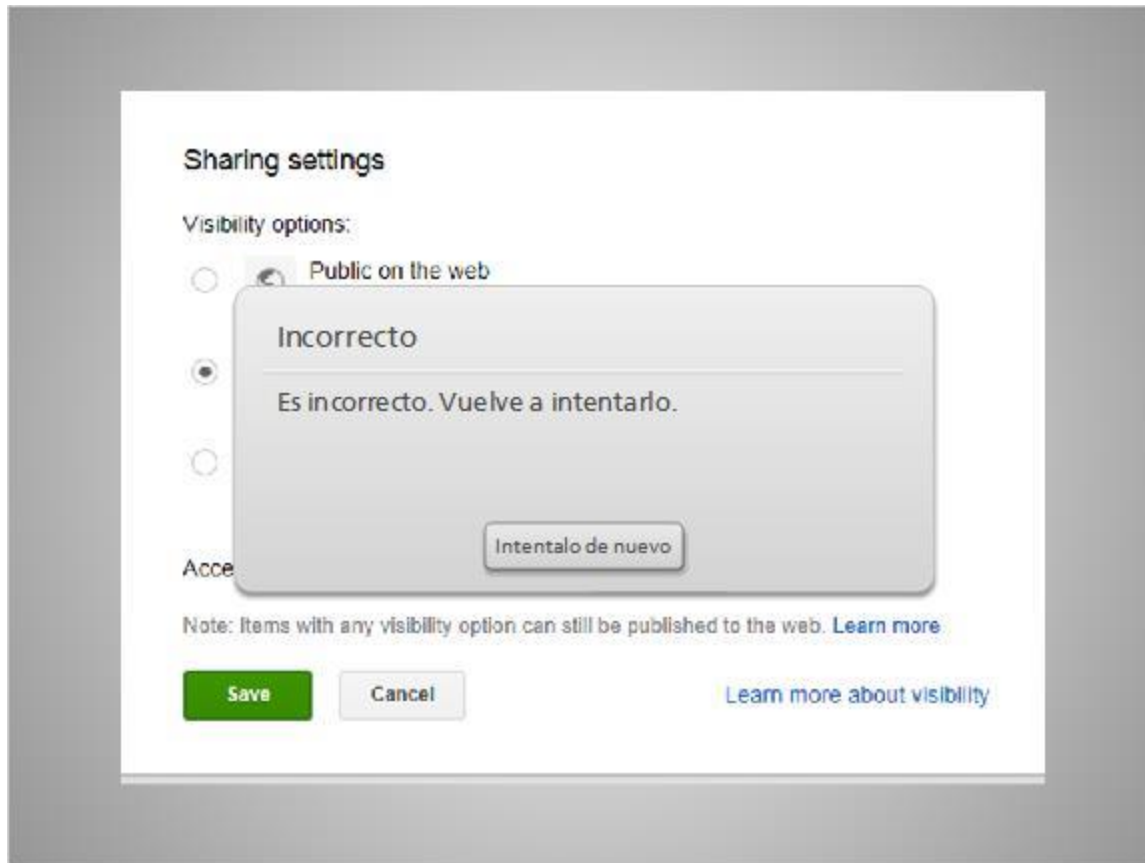 Sharing settings
Visibility options:
Public on the web
Incorrecto
Es incorrecto. Vuelve a intentarlo.
Intentalo de nuevo
Acce
Note: Items with any visibility option can still be published to the web. Learn more
Save Cancel Learn more about visibility